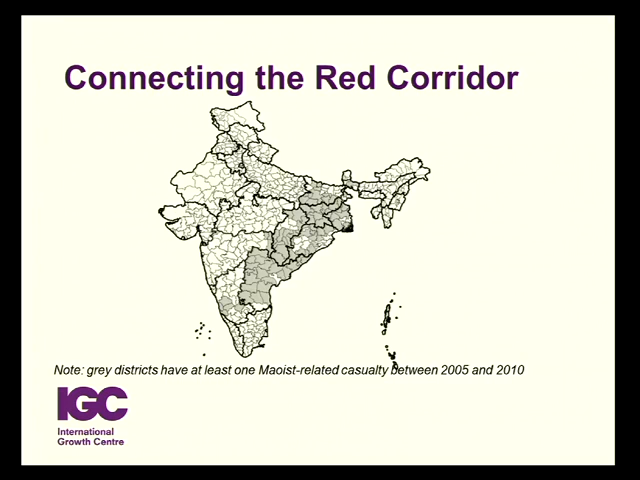 Connecting the Red Corridor
Note: grey districts have at least one Maoist-related casualty between 2005 and 2010
IGC
International
Growth Centre